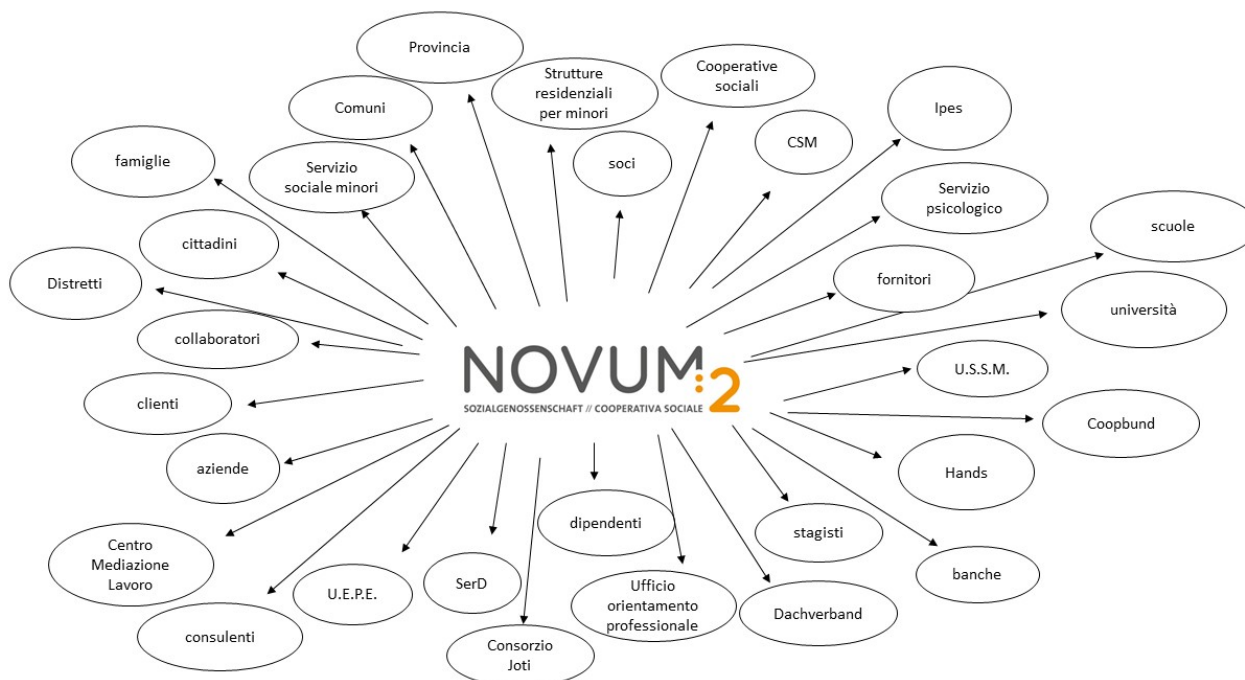 Provincia
Strutture
residenziali
per minori
Cooperative
sociali
Comuni
Ipes
CSM
famiglie
Servizio
sociale minori
soci
Servizio
psicologico
scuole
cittadini
Distretti
fornitori
università
collaboratori
NOVUM:2
SOZIALGENOSSENSCHAFT // COOPERATIVA SOCIALE
U.S.S.M.
clienti
Coopbund
aziende
Hands
dipendenti
stagisti
Centro
Mediazione
Lavoro
banche
U.E.P.E.
SerD
Ufficio
orientamento
professionale
Dachverband
consulenti
Consorzio
Joti